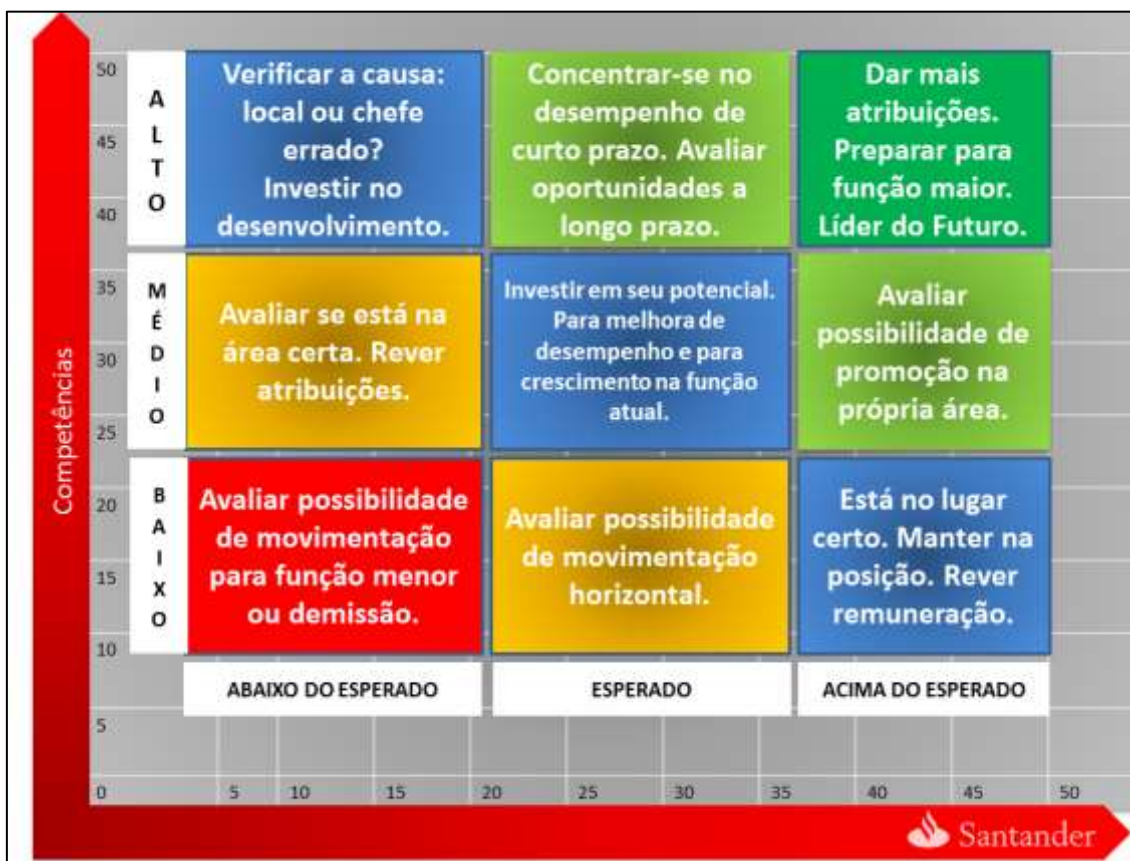 50
45
40
35
30
25
20
15
10
5
0
Competências
A
L
T
O
Verificar a causa:
local ou chefe
errado?
Investir no
desenvolvimento.
Concentrar-se no
desempenho de
curto prazo. Avaliar
oportunidades a
longo prazo.
Dar mais
atribuições.
Preparar para
função maior.
Líder do Futuro.
M
É
D
I
O
Avaliar se está na
área certa. Rever
atribuições.
Investir em seu potencial.
Para melhora de
desempenho e para
crescimento na função
atual.
Avaliar
possibilidade de
promoção na
própria área.
B
A
I
X
O
Avaliar possibilidade
de movimentação
para função menor
ou demissão.
Avaliar possibilidade
de movimentação
horizontal.
Está no lugar
certo. Manter na
posição. Rever
remuneração.
ABAIXO DO ESPERADO
ESPERADO
ACIMA DO ESPERADO
5 10 15 20 25 30 35 40 45 50
Santander